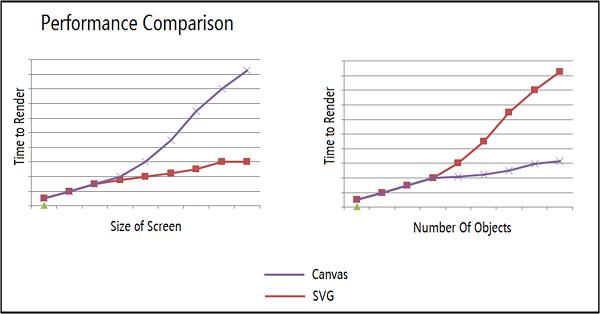 Performance Comparison
Time to Render
Size of Screen
Time to Render
Number Of Objects
Canvas
SVG